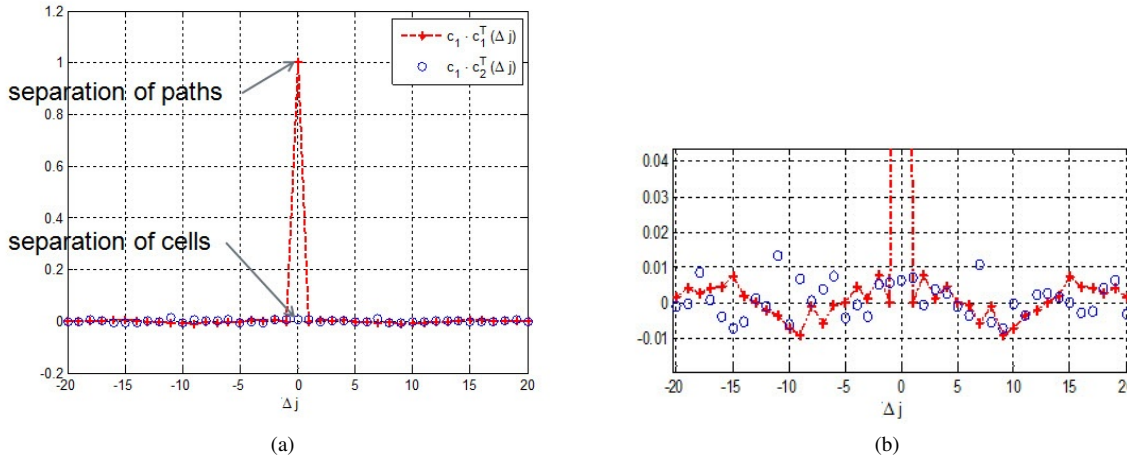 1.2
1
0.8
0.6
0.4
0.2
0
-0.2
-20 -15 -10 -5 0 5 10 15 20
Δ j
separation of paths
separation of cells
c₁ · c₁ᵀ(Δ j)
c₁ · c₂ᵀ(Δ j)
(a)
0.04
0.03
0.02
0.01
0
-0.01
-20 -15 -10 -5 0 5 10 15 20
Δ j
(b)